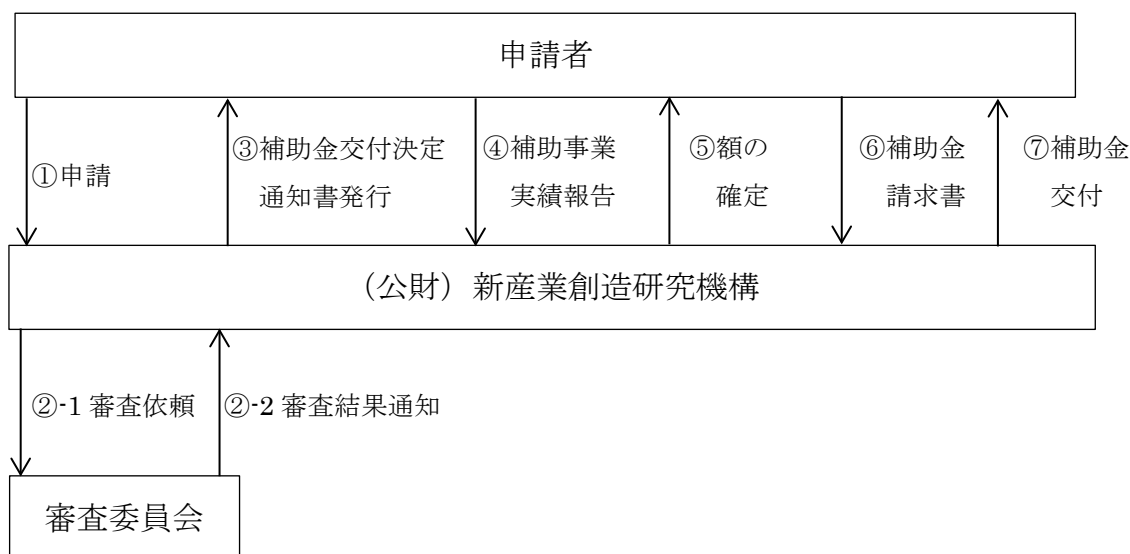 申請者
①申請
③補助金交付決定
通知書発行
④補助事業
実績報告
⑤額の
確定
⑥補助金
請求書
⑦補助金
交付
（公財）新産業創造研究機構
②-1 審査依頼
②-2 審査結果通知
審査委員会